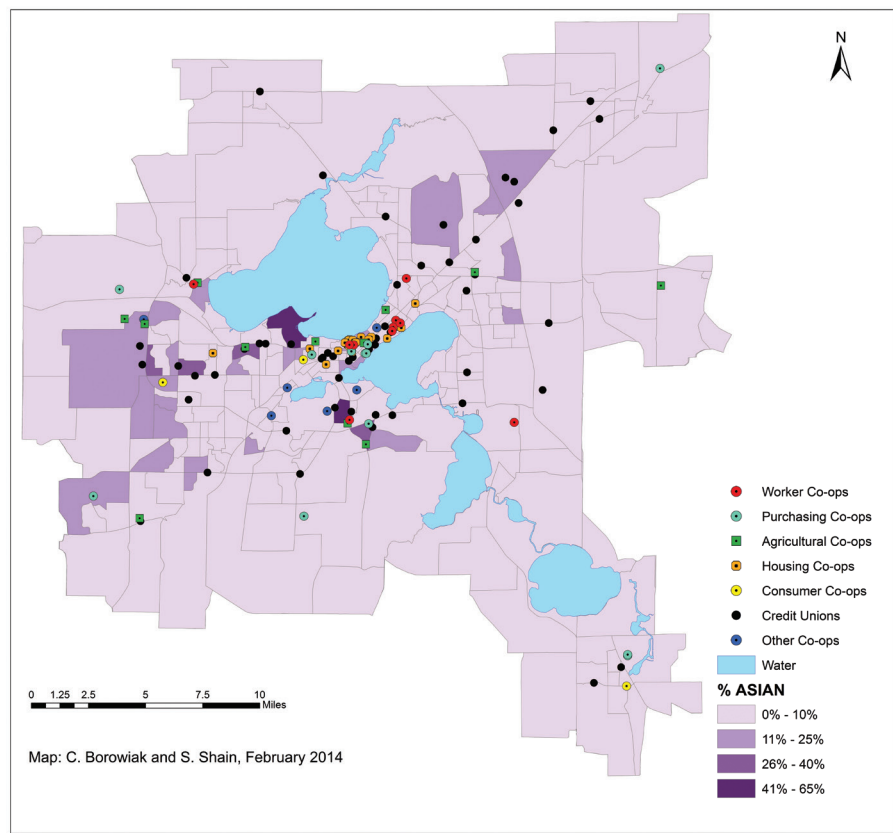 N
Worker Co-ops
Purchasing Co-ops
Agricultural Co-ops
Housing Co-ops
Consumer Co-ops
Credit Unions
Other Co-ops
Water
% ASIAN
0% - 10%
11% - 25%
26% - 40%
41% - 65%
0 1.25 2.5 5 7.5 10
Miles
Map: C. Borowiak and S. Shain, February 2014